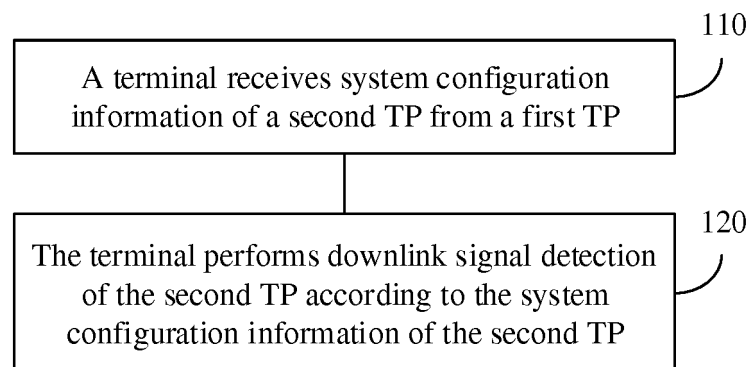 110
A terminal receives system configuration
information of a second TP from a first TP
120
The terminal performs downlink signal detection
of the second TP according to the system
configuration information of the second TP